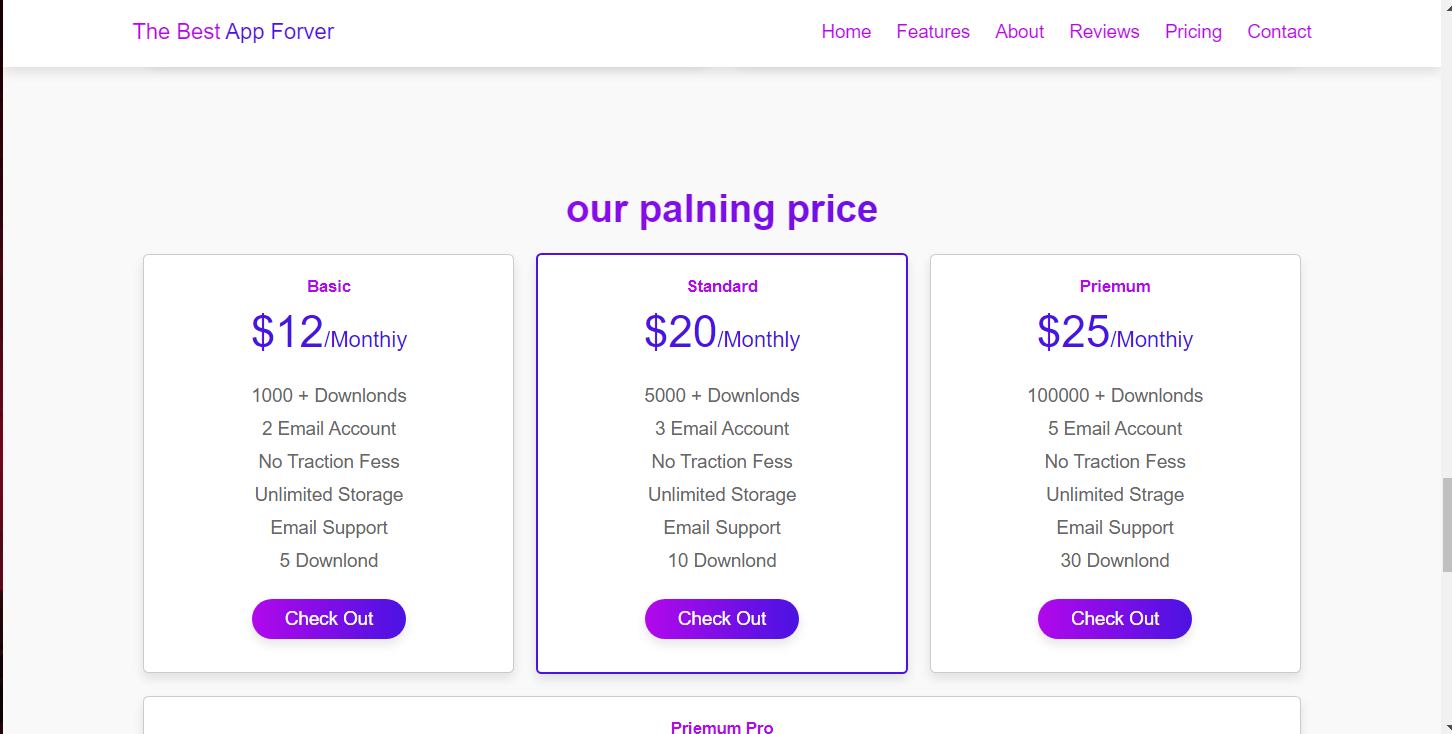 The Best App Forver
Home Features About Reviews Pricing Contact
our palning price
Basic
$12/Monthiy
1000 + Downlonds
2 Email Account
No Traction Fess
Unlimited Storage
Email Support
5 Downlond
Check Out
Standard
$20/Monthly
5000 + Downlonds
3 Email Account
No Traction Fess
Unlimited Storage
Email Support
10 Downlond
Check Out
Priemum
$25/Monthiy
100000 + Downlonds
5 Email Account
No Traction Fess
Unlimited Strage
Email Support
30 Downlond
Check Out
Priemum Pro